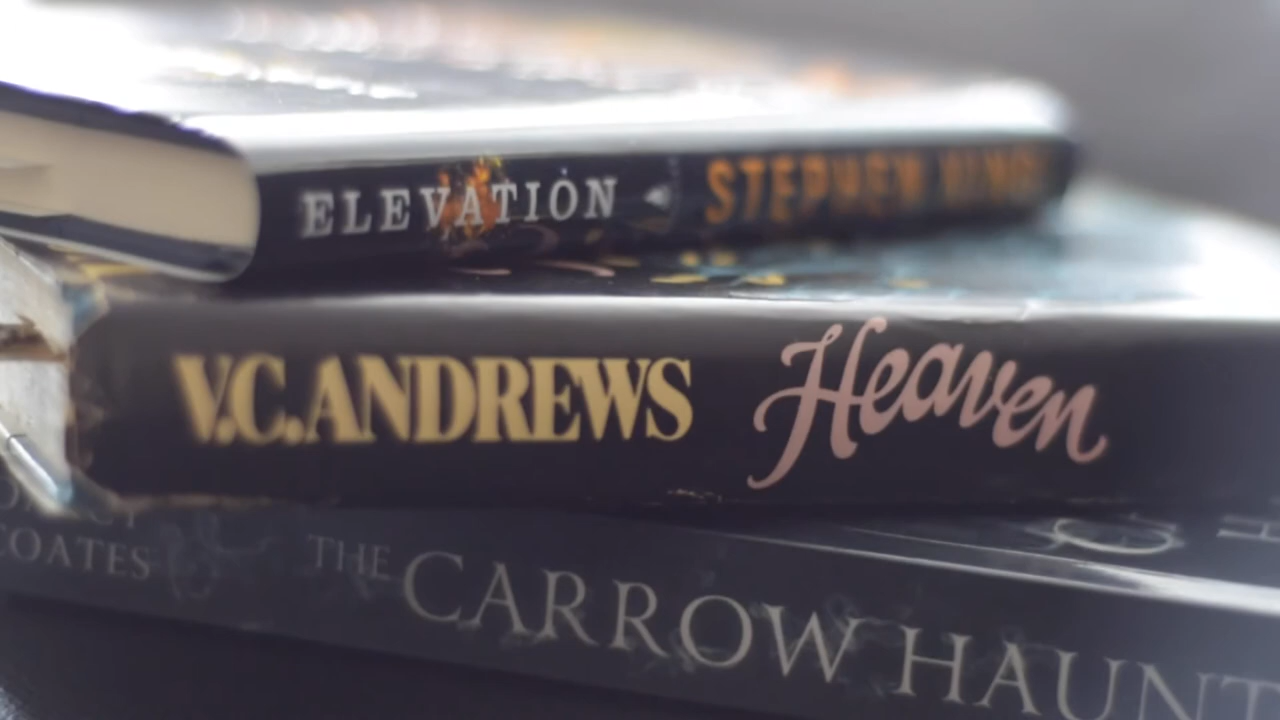 ELEVATION STEPHEN KING
V.C. ANDREWS Heaven
COATES THE CARROW HAUNT